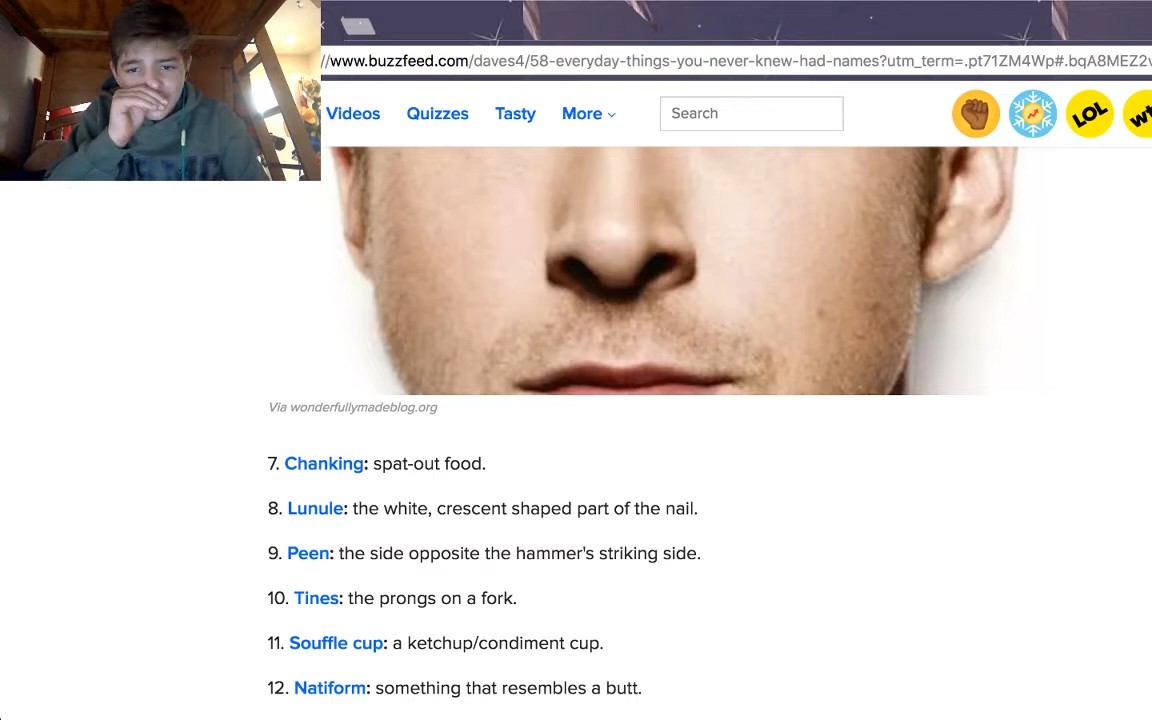 //www.buzzfeed.com/daves4/58-everyday-things-you-never-knew-had-names?utm_term=.pt71ZM4Wp#.bqA8MEZ2v
Videos Quizzes Tasty More Search LOL
Via wonderfullymadeblog.org
7. Chanking: spat-out food.
8. Lunule: the white, crescent shaped part of the nail.
9. Peen: the side opposite the hammer's striking side.
10. Tines: the prongs on a fork.
11. Souffle cup: a ketchup/condiment cup.
12. Natiform: something that resembles a butt.